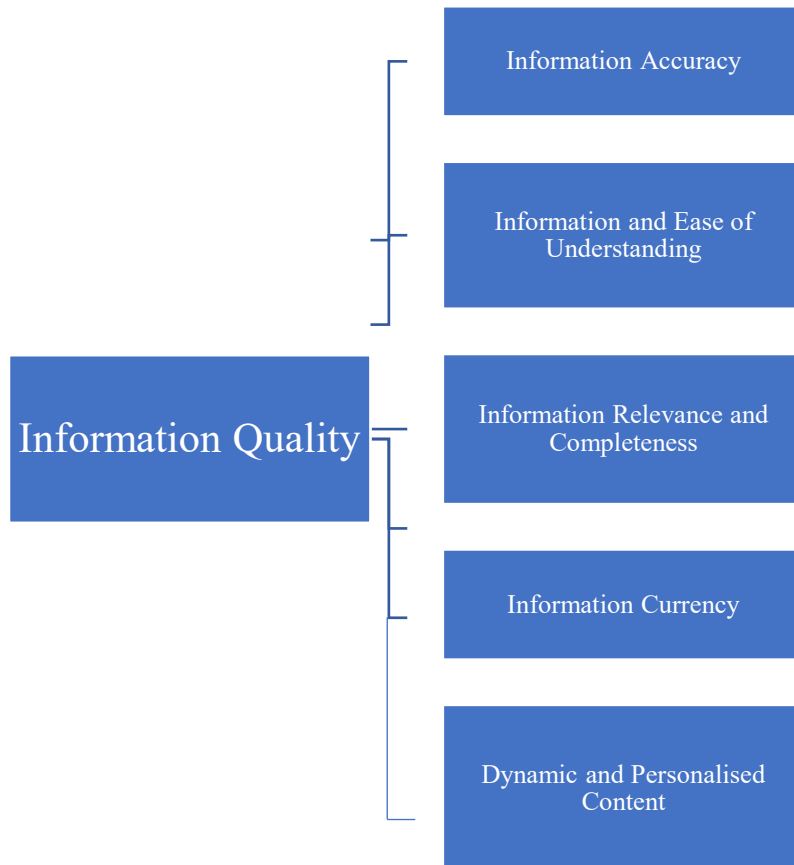 Information Accuracy
Information and Ease of
Understanding
Information Quality
Information Relevance and
Completeness
Information Currency
Dynamic and Personalised
Content